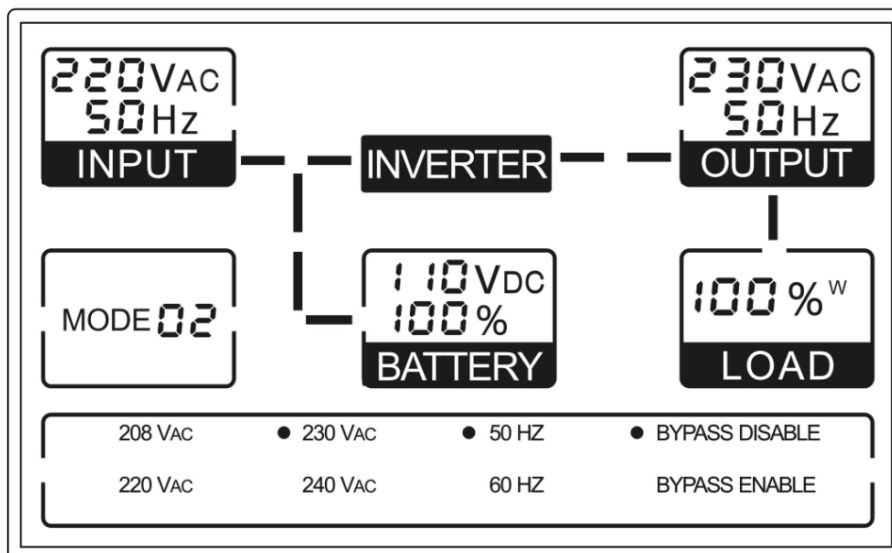 220VAC
50Hz
INPUT
INVERTER
230VAC
50Hz
OUTPUT
MODE 02
110VDC
100%
BATTERY
100%W
LOAD
208 VAC ● 230 VAC ● 50 HZ ● BYPASS DISABLE
220 VAC 240 VAC 60 HZ BYPASS ENABLE